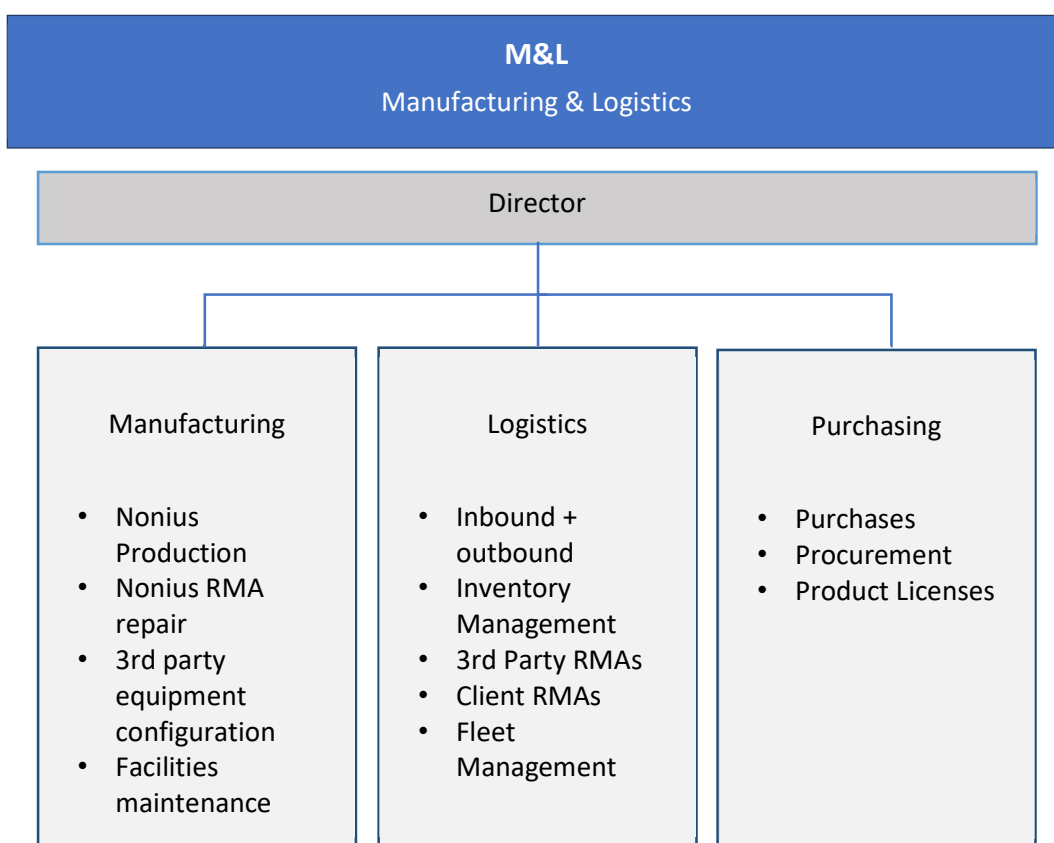 M&L
Manufacturing & Logistics
Director
Manufacturing
• Nonius
Production
• Nonius RMA
repair
• 3rd party
equipment
configuration
• Facilities
maintenance
Logistics
• Inbound +
outbound
• Inventory
Management
• 3rd Party RMAs
• Client RMAs
• Fleet
Management
Purchasing
• Purchases
• Procurement
• Product Licenses